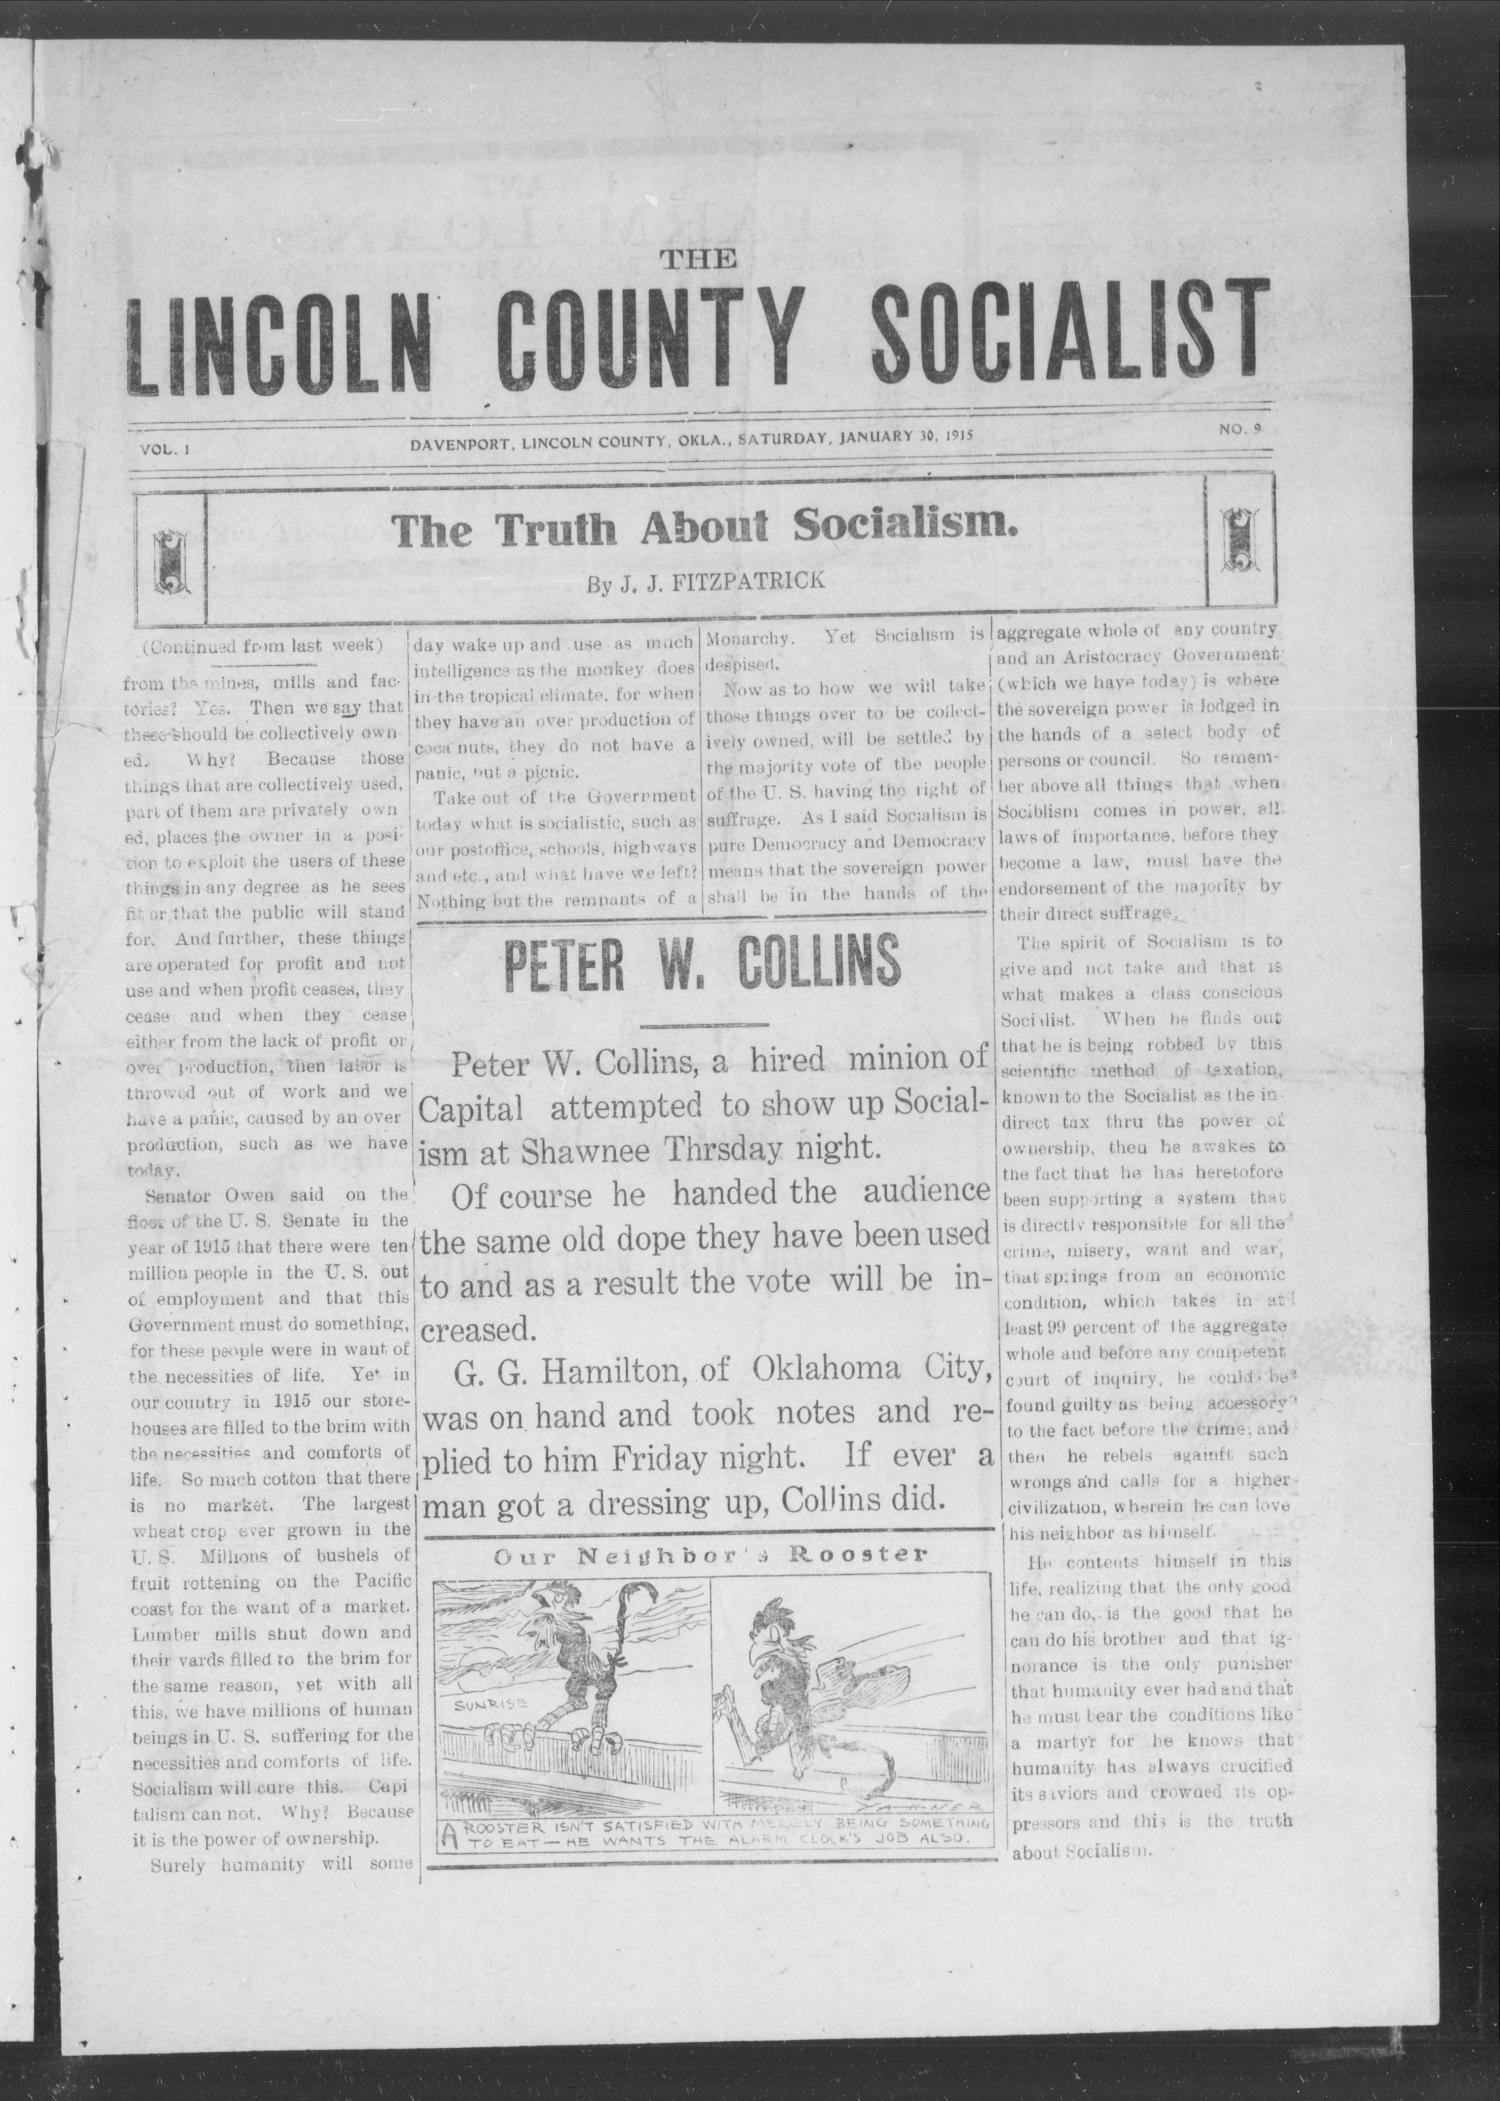 THE
LINCOLN COUNTY SOCIALIST
VOL. 1
DAVENPORT, LINCOLN COUNTY, OKLA., SATURDAY, JANUARY 30, 1915
NO. 9
The Truth About Socialism.
By J. J. FITZPATRICK
(Continued from last week)
from the mines, mills and fac-
tories? Yes. Then we say that
these should be collectively own-
ed. Why? Because those
things that are collectively used,
part of them are privately own
ed, places the owner in a posi-
tion to exploit the users of these
things in any degree as he sees
fit or that the public will stand
for. And further, these things
are operated for profit and not
use and when profit ceases, they
cease and when they cease
either from the lack of profit or
over production, then labor is
throwed out of work and we
have a panic, caused by an over
production, such as we have
today.
Senator Owen said on the
floor of the U. S. Senate in the
year of 1915 that there were ten
million people in the U. S. out
of employment and that this
Government must do something,
for these people were in want of
the necessities of life. Yet in
our country in 1915 our store-
houses are filled to the brim with
the necessities and comforts of
life. So much cotton that there
is no market. The largest
wheat crop ever grown in the
U. S. Millions of bushels of
fruit rottening on the Pacific
coast for the want of a market.
Lumber mills shut down and
their yards filled to the brim for
the same reason, yet with all
this, we have millions of human
beings in U. S. suffering for the
necessities and comforts of life.
Socialism will cure this. Capi
talism can not. Why? Because
it is the power of ownership.
Surely humanity will some
day wake up and use as much
intelligence as the monkey does
in the tropical climate. for when
they have an over production of
coca nuts, they do not have a
panic, but a picnic.
Take out of the Government
today what is socialistic, such as
our postoffice, schools, highways
and etc., and what have we left?
Nothing but the remnants of a
Monarchy. Yet Socialism is
despised.
Now as to how we will take
those things over to be collect-
ively owned, will be settled by
the majority vote of the people
of the U. S. having the right of
suffrage. As I said Socialism is
pure Democracy and Democracy
means that the sovereign power
shall be in the hands of the
aggregate whole of any country
and an Aristocracy Government
(which we have today) is where
the sovereign power is lodged in
the hands of a select body of
persons or council. So remem-
ber above all things that when
Sociblism comes in power, all
laws of importance, before they
become a law, must have the
endorsement of the majority by
their direct suffrage.
The spirit of Socialism is to
give and not take and that is
what makes a class conscious
Socialist. When he finds out
that he is being robbed by this
scientific method of taxation,
known to the Socialist as the in-
direct tax thru the power of
ownership, then he awakes to
the fact that he has heretofore
been supporting a system that
is directly responsible for all the
crime, misery, want and war,
that springs from an economic
condition, which takes in at
least 99 percent of the aggregate
whole and before any competent
court of inquiry, he could be
found guilty as being accessory
to the fact before the crime, and
then he rebels againft such
wrongs and calls for a higher
civilization, wherein he can love
his neighbor as himself.
He contents himself in this
life, realizing that the only good
he can do, is the good that he
can do his brother and that ig-
norance is the only punisher
that humanity ever had and that
he must bear the conditions like
a martyr for he knows that
humanity has always crucified
its saviors and crowned its op-
pressors and this is the truth
about Socialism.
PETER W. COLLINS
Peter W. Collins, a hired minion of
Capital attempted to show up Social-
ism at Shawnee Thrsday night.
Of course he handed the audience
the same old dope they have been used
to and as a result the vote will be in-
creased.
G. G. Hamilton, of Oklahoma City,
was on hand and took notes and re-
plied to him Friday night. If ever a
man got a dressing up, Collins did.
Our Neighbor's Rooster
SUNRISE
A ROOSTER ISN'T SATISFIED WITH MERELY BEING SOMETHING
TO EAT—HE WANTS THE ALARM CLOCK'S JOB ALSO.